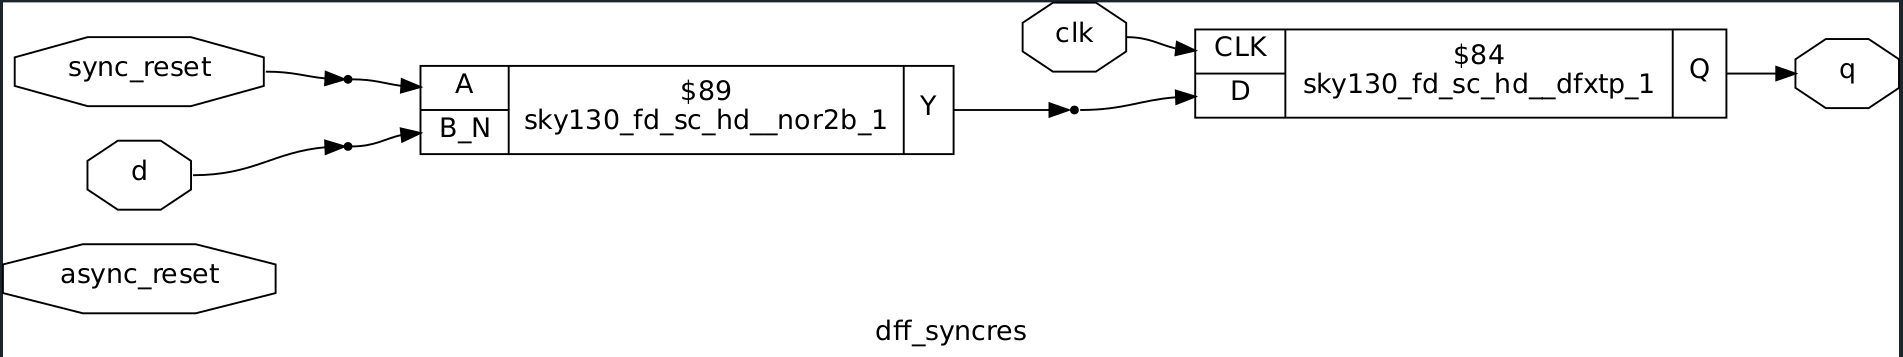 sync_reset
d
async_reset
A
B_N
$89
sky130_fd_sc_hd__nor2b_1
Y
clk
CLK
D
$84
sky130_fd_sc_hd__dfxtp_1
Q
q
dff_syncres